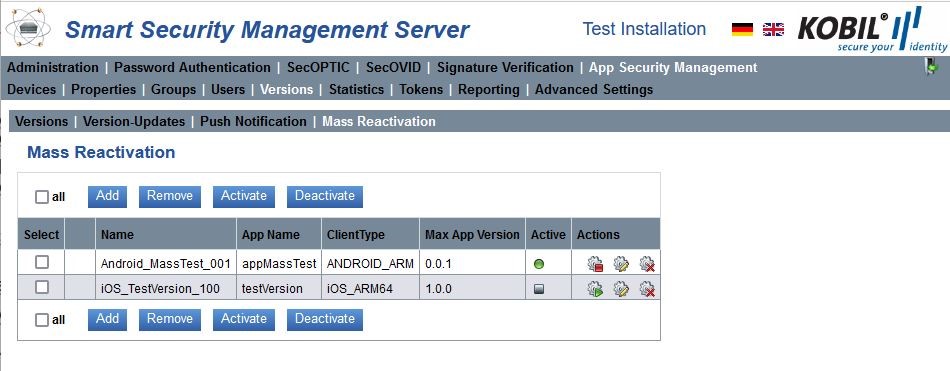 Smart Security Management Server
Test Installation
KOBIL®
secure your identity
Administration | Password Authentication | SecOPTIC | SecOVID | Signature Verification | App Security Management
Devices | Properties | Groups | Users | Versions | Statistics | Tokens | Reporting | Advanced Settings
Versions | Version-Updates | Push Notification | Mass Reactivation
Mass Reactivation
all Add Remove Activate Deactivate
Select Name App Name ClientType Max App Version Active Actions
Android_MassTest_001 appMassTest ANDROID_ARM 0.0.1
iOS_TestVersion_100 testVersion iOS_ARM64 1.0.0
all Add Remove Activate Deactivate